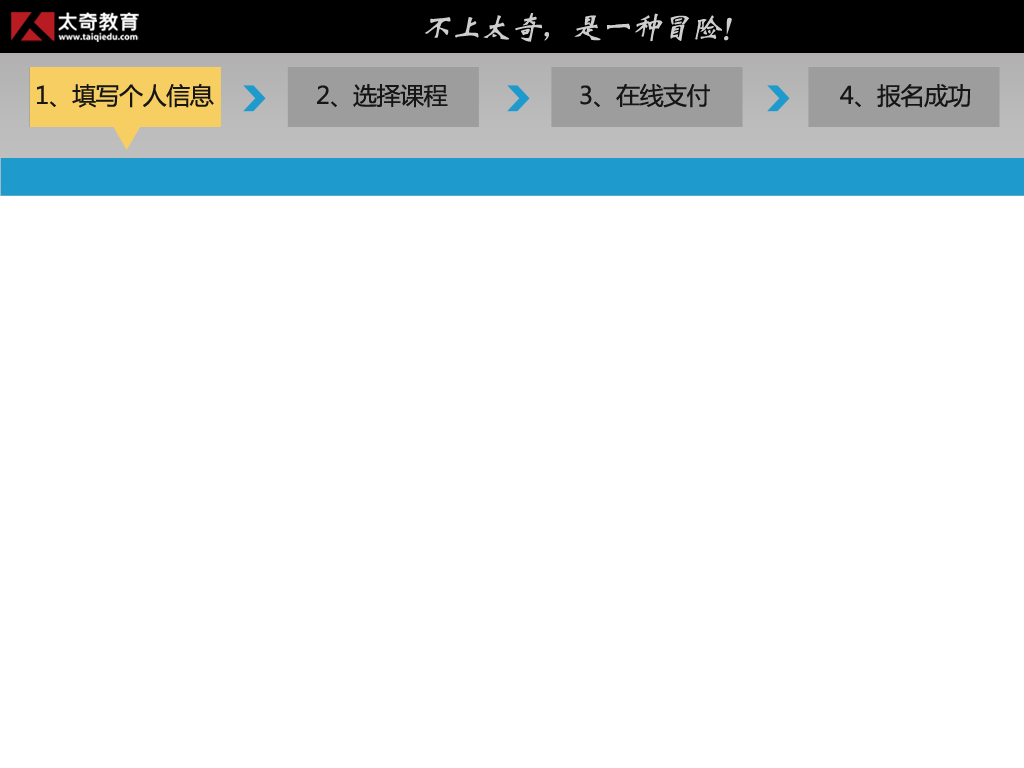 太奇教育
www.taiqiedu.com
不上太奇，是一种冒险！
1、填写个人信息
2、选择课程
3、在线支付
4、报名成功